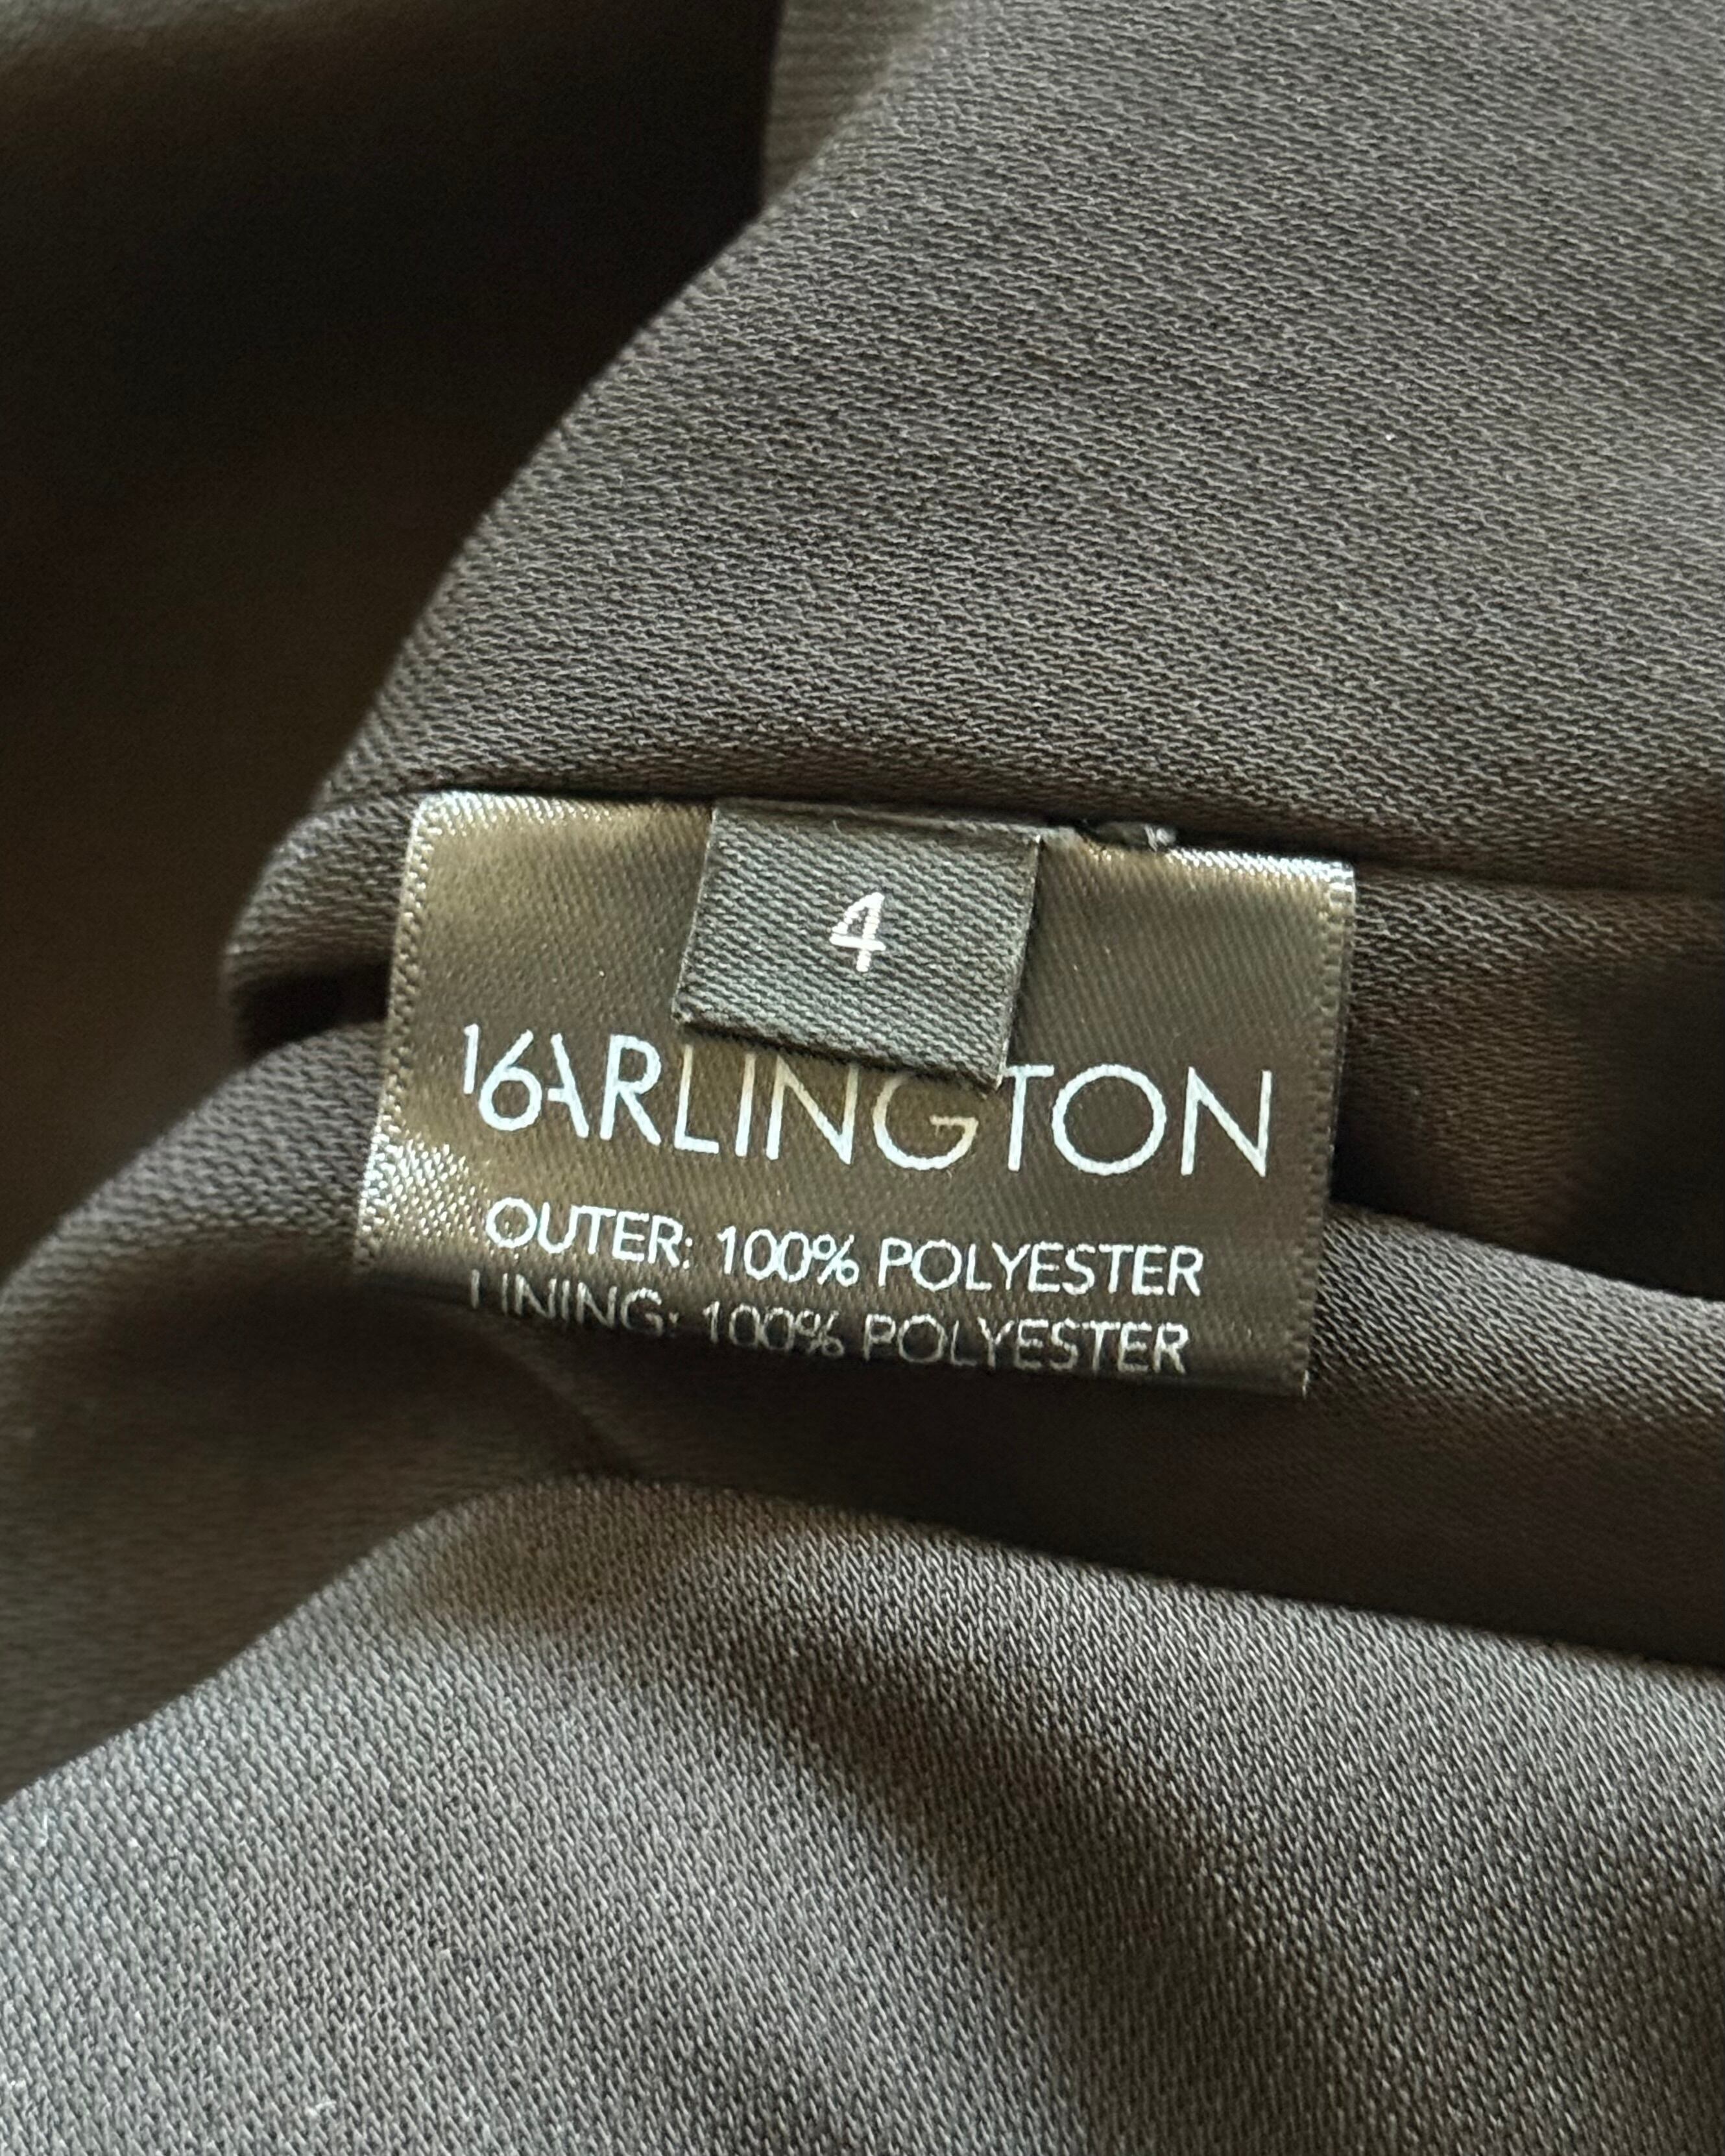 4
16ARLINGTON
OUTER: 100% POLYESTER
LINING: 100% POLYESTER